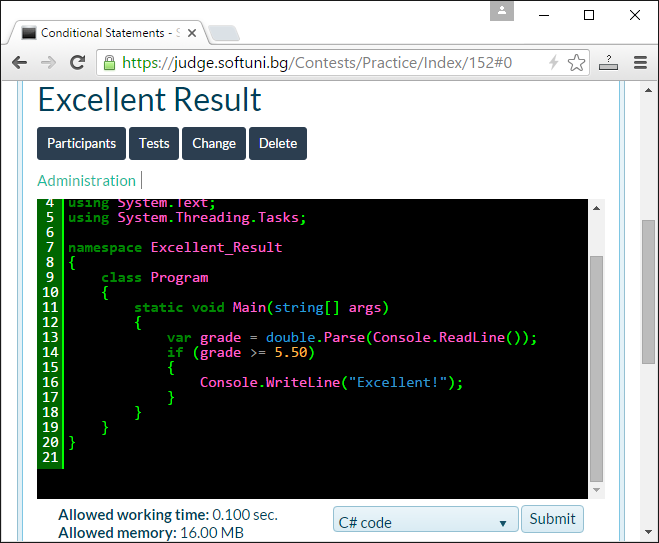 Conditional Statements - S
https://judge.softuni.bg/Contests/Practice/Index/152#0
?
Excellent Result
Participants Tests Change Delete
Administration |
4 using System.Text;
5 using System.Threading.Tasks;
6
7 namespace Excellent_Result
8 {
9 class Program
10 {
11 static void Main(string[] args)
12 {
13 var grade = double.Parse(Console.ReadLine());
14 if (grade >= 5.50)
15 {
16 Console.WriteLine("Excellent!");
17 }
18 }
19 }
20 }
21
Allowed working time: 0.100 sec.
Allowed memory: 16.00 MB
C# code
Submit